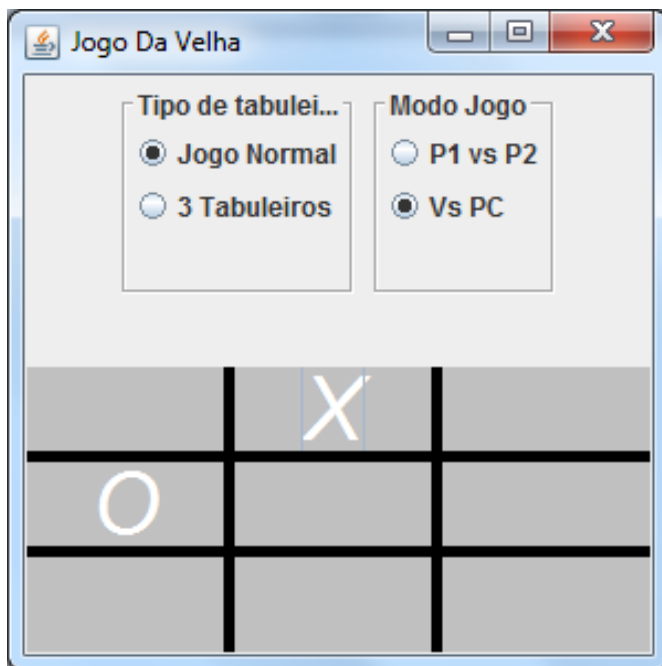 Jogo Da Velha
Tipo de tabulei...
Jogo Normal
3 Tabuleiros
Modo Jogo
P1 vs P2
Vs PC
X
O